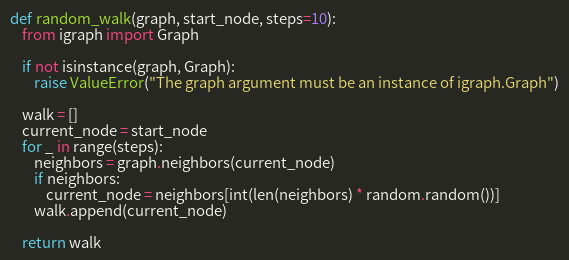 def random_walk(graph, start_node, steps=10):
    from igraph import Graph

    if not isinstance(graph, Graph):
        raise ValueError("The graph argument must be an instance of igraph.Graph")

    walk = []
    current_node = start_node
    for _ in range(steps):
        neighbors = graph.neighbors(current_node)
        if neighbors:
            current_node = neighbors[int(len(neighbors) * random.random())]
        walk.append(current_node)

    return walk